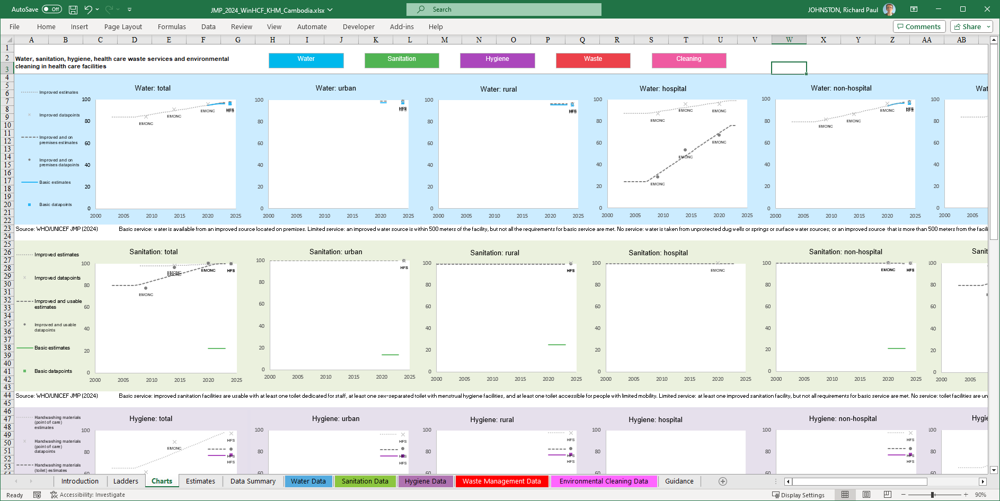 AutoSave Off JMP_2024_WinHCF_KHM_Cambodia.xlsx Search JOHNSTON, Richard Paul
File Home Insert Page Layout Formulas Data Review View Automate Developer Add-ins Help Comments Share
A B C D E F G H I J K L M N O P Q R S T U V W X Y Z AA AB
1
2
3
4
5
6
7
8
9
10
11
12
13
14
15
16
17
18
19
20
21
22
23
24
25
26
27
28
29
30
31
32
33
34
35
36
37
38
39
40
41
42
43
44
45
46
47
48
49
50
51
52
53
Water, sanitation, hygiene, health care waste services and environmental
cleaning in health care facilities
Water Sanitation Hygiene Waste Cleaning
Water: total Water: urban Water: rural Water: hospital Water: non-hospital Wat
Improved estimates
Improved datapoints
Improved and on
premises estimates
Improved and on
premises datapoints
Basic estimates
Basic datapoints
100
80
60
40
20
0
2000 2005 2010 2015 2020 2025
EMONC EMONC EMONC HFS
100
80
60
40
20
0
2000 2005 2010 2015 2020 2025
HFS
100
80
60
40
20
0
2000 2005 2010 2015 2020 2025
HFS
100
80
60
40
20
0
2000 2005 2010 2015 2020 2025
EMONC EMONC EMONC
EMONC EMONC EMONC
100
80
60
40
20
0
2000 2005 2010 2015 2020 2025
EMONC EMONC EMONC HFS
100
80
60
40
20
0
2000 2005
Source: WHO/UNICEF JMP (2024) Basic service: water is available from an improved source located on premises. Limited service: an improved water source is within 500 meters of the facility, but not all the requirements for basic service are met. No service: water is taken from unprotected dug wells or springs or surface water sources; or an improved source that is more than 500 meters from the facili
Sanitation: total Sanitation: urban Sanitation: rural Sanitation: hospital Sanitation: non-hospital Sanit
Improved estimates
Improved datapoints
Improved and usable
estimates
Improved and usable
datapoints
Basic estimates
Basic datapoints
100
80
60
40
20
0
2000 2005 2010 2015 2020 2025
EMONC EMONC EMONC EMONC HFS
100
80
60
40
20
0
2000 2005 2010 2015 2020 2025
HFS
100
80
60
40
20
0
2000 2005 2010 2015 2020 2025
HFS
100
80
60
40
20
0
2000 2005 2010 2015 2020 2025
EMONC
100
80
60
40
20
0
2000 2005 2010 2015 2020 2025
EMONC HFS
100
80
60
40
20
0
2000 2005
Source: WHO/UNICEF JMP (2024) Basic service: improved sanitation facilities are usable with at least one toilet dedicated for staff, at least one sex-separated toilet with menstrual hygiene facilities, and at least one toilet accessible for people with limited mobility. Limited service: at least one improved sanitation facility, but not all requirements for basic service are met. No service: toilet facilities are un
Hygiene: total Hygiene: urban Hygiene: rural Hygiene: hospital Hygiene: non-hospital Hygie
Handwashing materials
(point of care)
estimates
Handwashing materials
(point of care)
datapoints
Handwashing materials
(toilet) estimates
100
80
60
EMONC HFS HFS HFS
100
80
60
HFS HFS HFS
100
80
60
HFS HFS HFS
100
80
60
100
80
60
HFS HFS HFS
100
80
60
Introduction Ladders Charts Estimates Data Summary Water Data Sanitation Data Hygiene Data Waste Management Data Environmental Cleaning Data Guidance
Ready Accessibility: Investigate Display Settings 90%